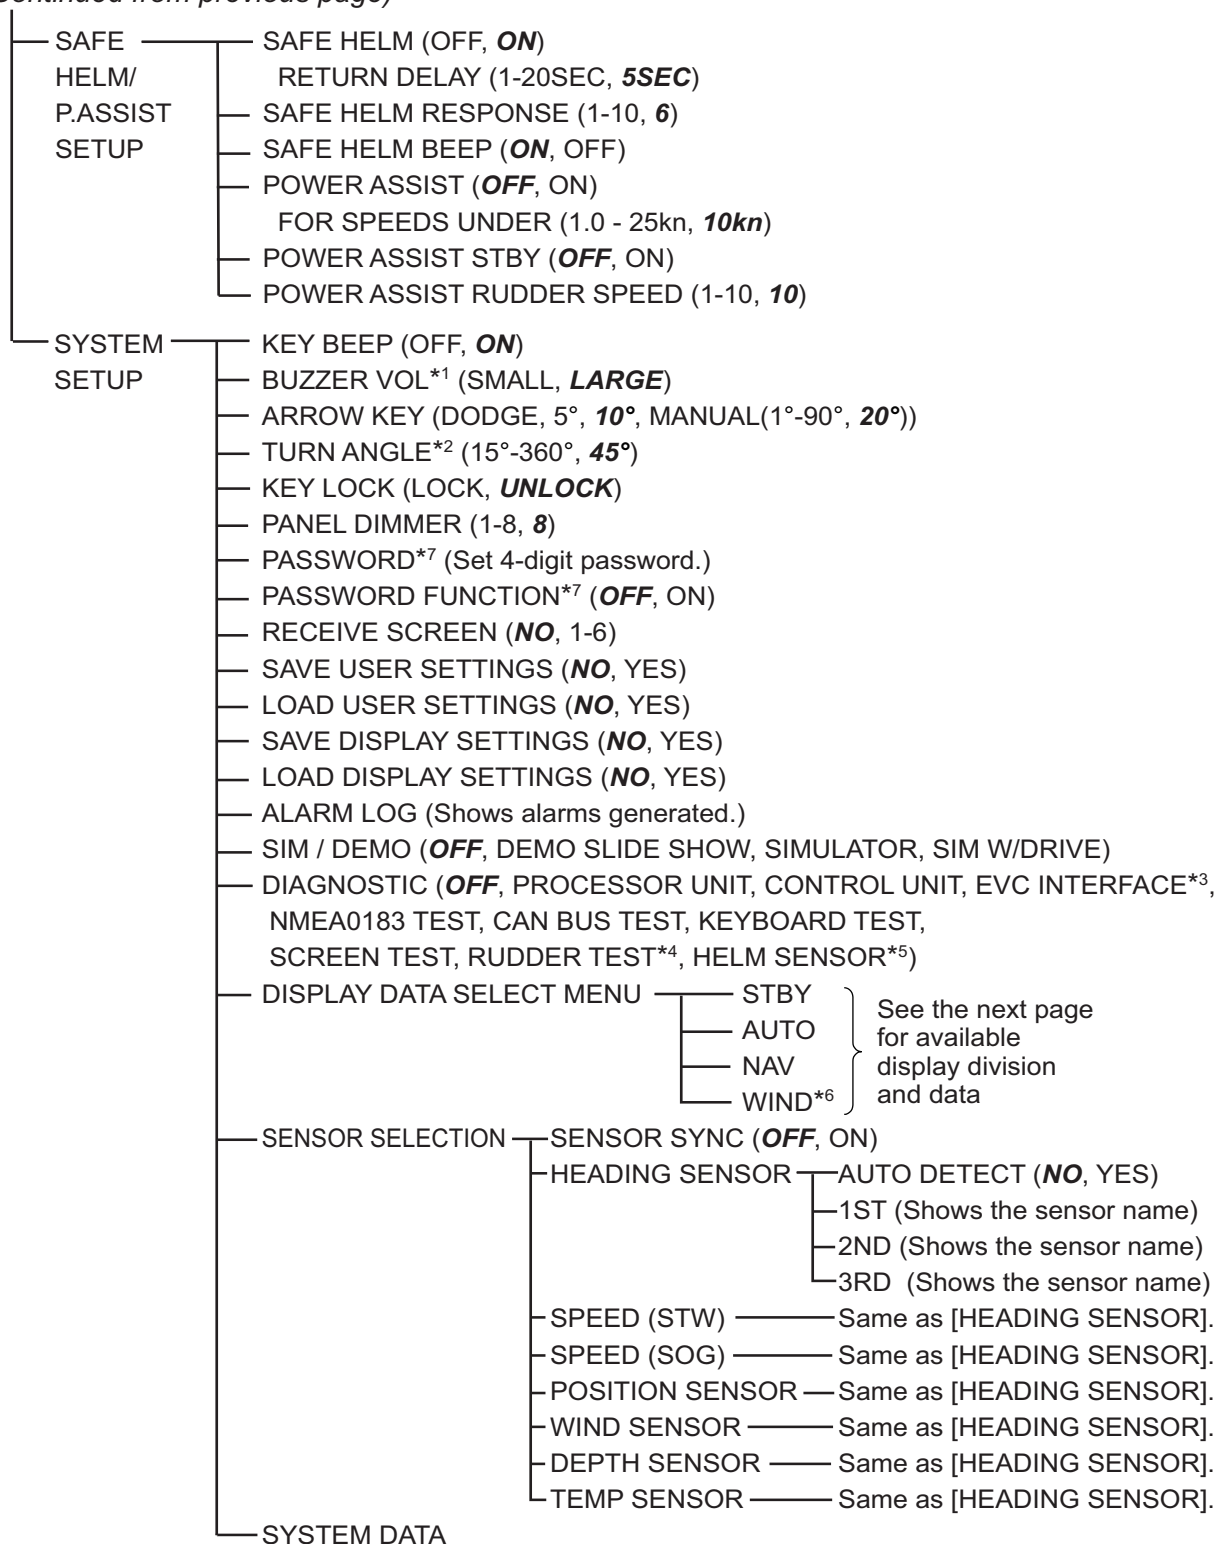 Continued from previous page)
SAFE HELM/ P.ASSIST SETUP
SAFE HELM (OFF, ON)
RETURN DELAY (1-20SEC, 5SEC)
SAFE HELM RESPONSE (1-10, 6)
SAFE HELM BEEP (ON, OFF)
POWER ASSIST (OFF, ON)
FOR SPEEDS UNDER (1.0 - 25kn, 10kn)
POWER ASSIST STBY (OFF, ON)
POWER ASSIST RUDDER SPEED (1-10, 10)
SYSTEM SETUP
KEY BEEP (OFF, ON)
BUZZER VOL*1 (SMALL, LARGE)
ARROW KEY (DODGE, 5°, 10°, MANUAL(1°-90°, 20°))
TURN ANGLE*2 (15°-360°, 45°)
KEY LOCK (LOCK, UNLOCK)
PANEL DIMMER (1-8, 8)
PASSWORD*7 (Set 4-digit password.)
PASSWORD FUNCTION*7 (OFF, ON)
RECEIVE SCREEN (NO, 1-6)
SAVE USER SETTINGS (NO, YES)
LOAD USER SETTINGS (NO, YES)
SAVE DISPLAY SETTINGS (NO, YES)
LOAD DISPLAY SETTINGS (NO, YES)
ALARM LOG (Shows alarms generated.)
SIM / DEMO (OFF, DEMO SLIDE SHOW, SIMULATOR, SIM W/DRIVE)
DIAGNOSTIC (OFF, PROCESSOR UNIT, CONTROL UNIT, EVC INTERFACE*3,
NMEA0183 TEST, CAN BUS TEST, KEYBOARD TEST,
SCREEN TEST, RUDDER TEST*4, HELM SENSOR*5)
DISPLAY DATA SELECT MENU
STBY
AUTO
NAV
WIND*6
See the next page
for available
display division
and data
SENSOR SELECTION
SENSOR SYNC (OFF, ON)
HEADING SENSOR
AUTO DETECT (NO, YES)
1ST (Shows the sensor name)
2ND (Shows the sensor name)
3RD (Shows the sensor name)
SPEED (STW) Same as [HEADING SENSOR].
SPEED (SOG) Same as [HEADING SENSOR].
POSITION SENSOR Same as [HEADING SENSOR].
WIND SENSOR Same as [HEADING SENSOR].
DEPTH SENSOR Same as [HEADING SENSOR].
TEMP SENSOR Same as [HEADING SENSOR].
SYSTEM DATA